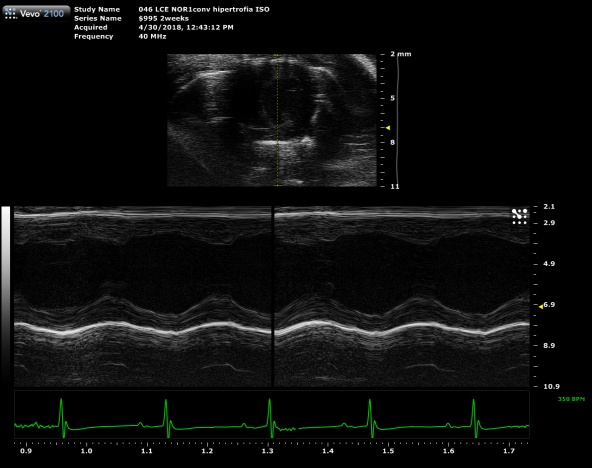 Vevo 2100
Study Name 046 LCE NOR1conv hipertrofia ISO
Series Name S995 2weeks
Acquired 4/30/2018, 12:43:12 PM
Frequency 40 MHz
2 mm
5
8
11
2.1
2.9
4.9
6.9
8.9
10.9
350 BPM
0.9 1.0 1.1 1.2 1.3 1.4 1.5 1.6 1.7